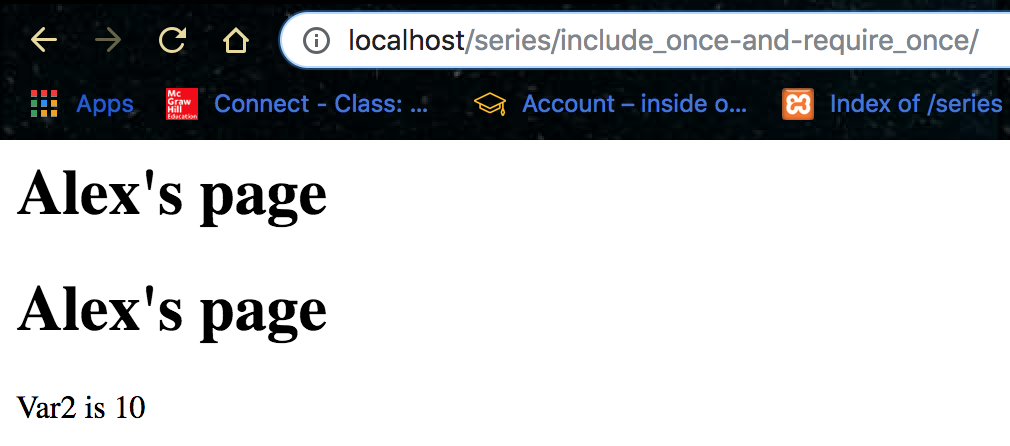 localhost/series/include_once-and-require_once/
Apps Mc Graw Hill Education Connect - Class: ... Account – inside o... Index of /series
Alex's page
Alex's page
Var2 is 10